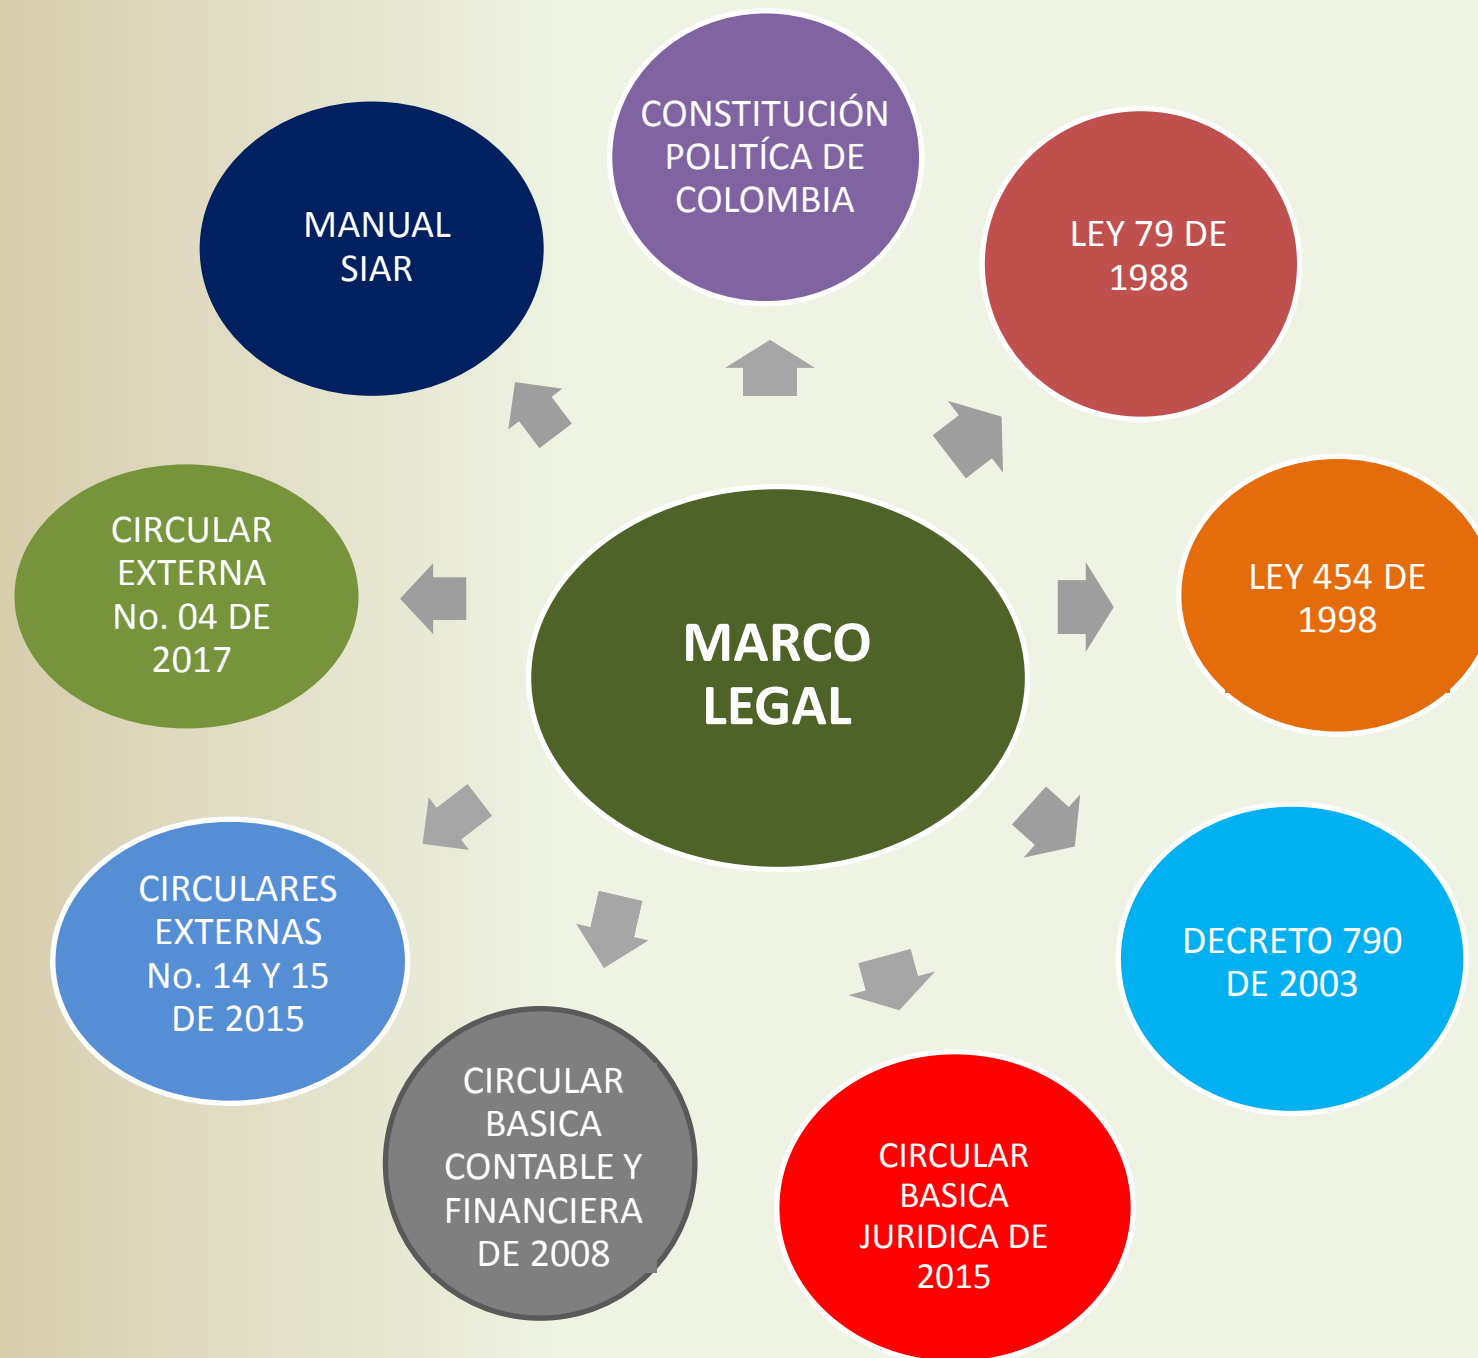 CONSTITUCIÓN
POLITÍCA DE
COLOMBIA
LEY 79 DE
1988
LEY 454 DE
1998
DECRETO 790
DE 2003
CIRCULAR
BASICA
JURIDICA DE
2015
CIRCULAR
BASICA
CONTABLE Y
FINANCIERA
DE 2008
CIRCULARES
EXTERNAS
No. 14 Y 15
DE 2015
CIRCULAR
EXTERNA
No. 04 DE
2017
MANUAL
SIAR
MARCO
LEGAL